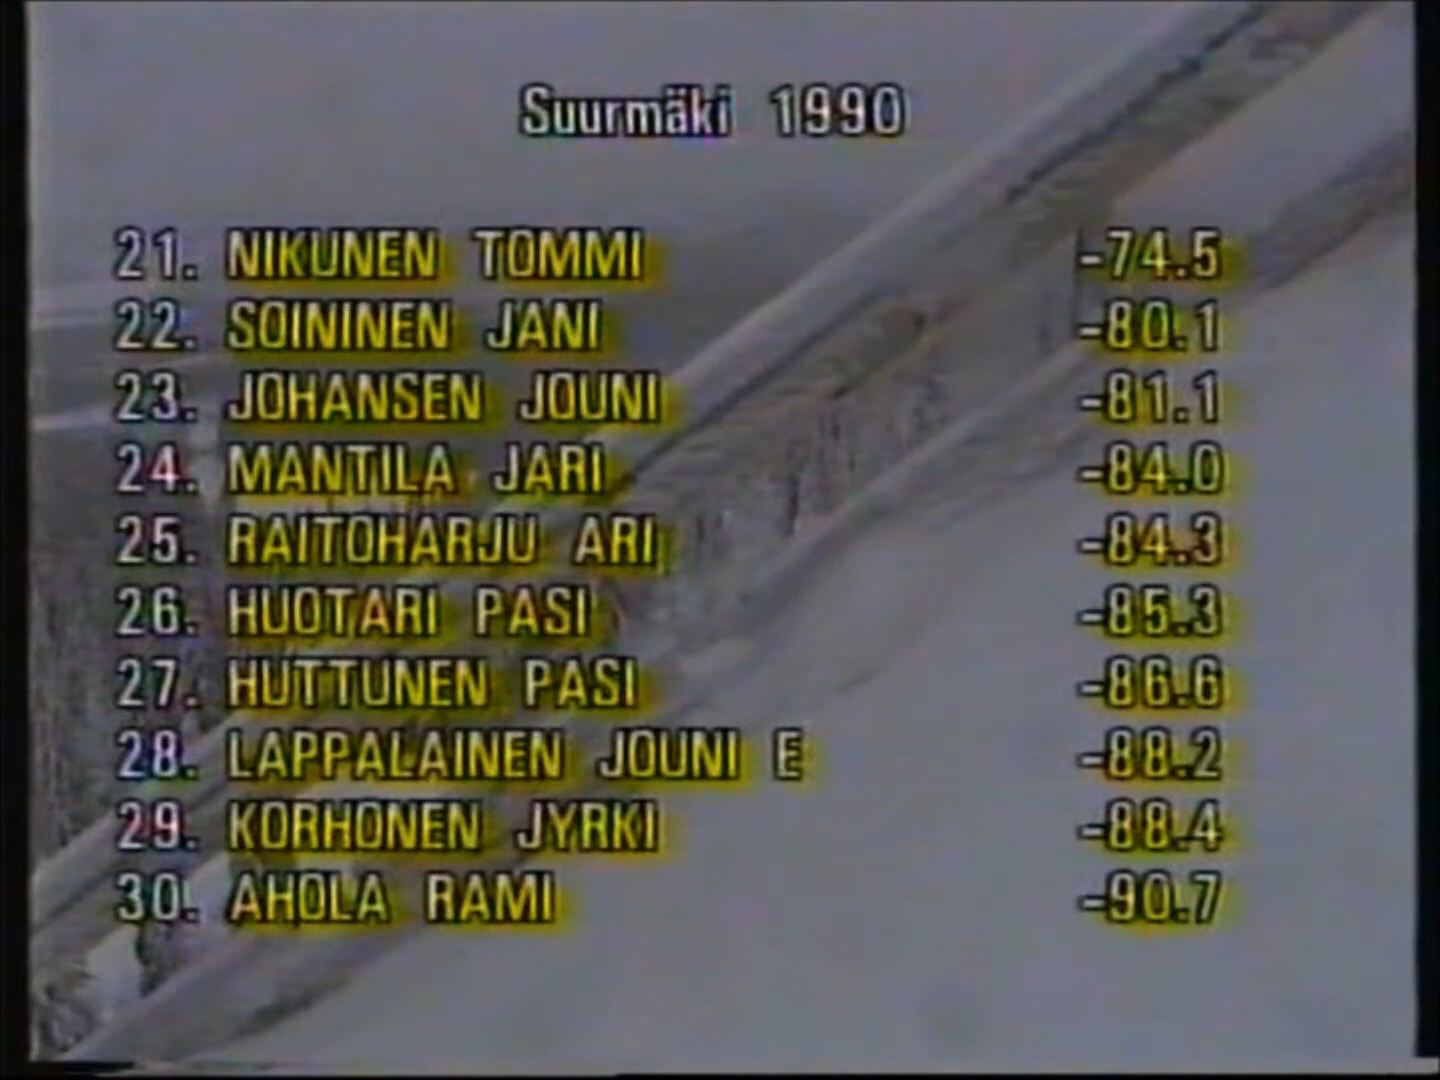 Suurmäki 1990
21. NIKUNEN TOMMI -74.5
22. SOININEN JANI -80.1
23. JOHANSEN JOUNI -81.1
24. MANTILA JARI -84.0
25. RAITOHARJU ARI -84.3
26. HUOTARI PASI -85.3
27. HUTTUNEN PASI -86.6
28. LAPPALAINEN JOUNI E -88.2
29. KORHONEN JYRKI -88.4
30. AHOLA RAMI -90.7